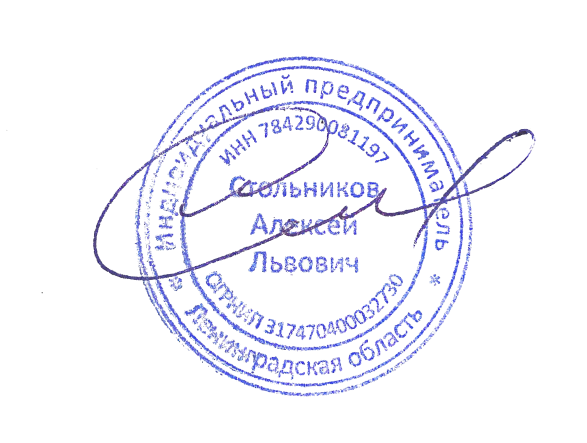 Индивидуальный предприниматель
ИНН 784290081197
Стольников
Алексей
Львович
ОГРНИП 317470400032730
* Ленинградская область *